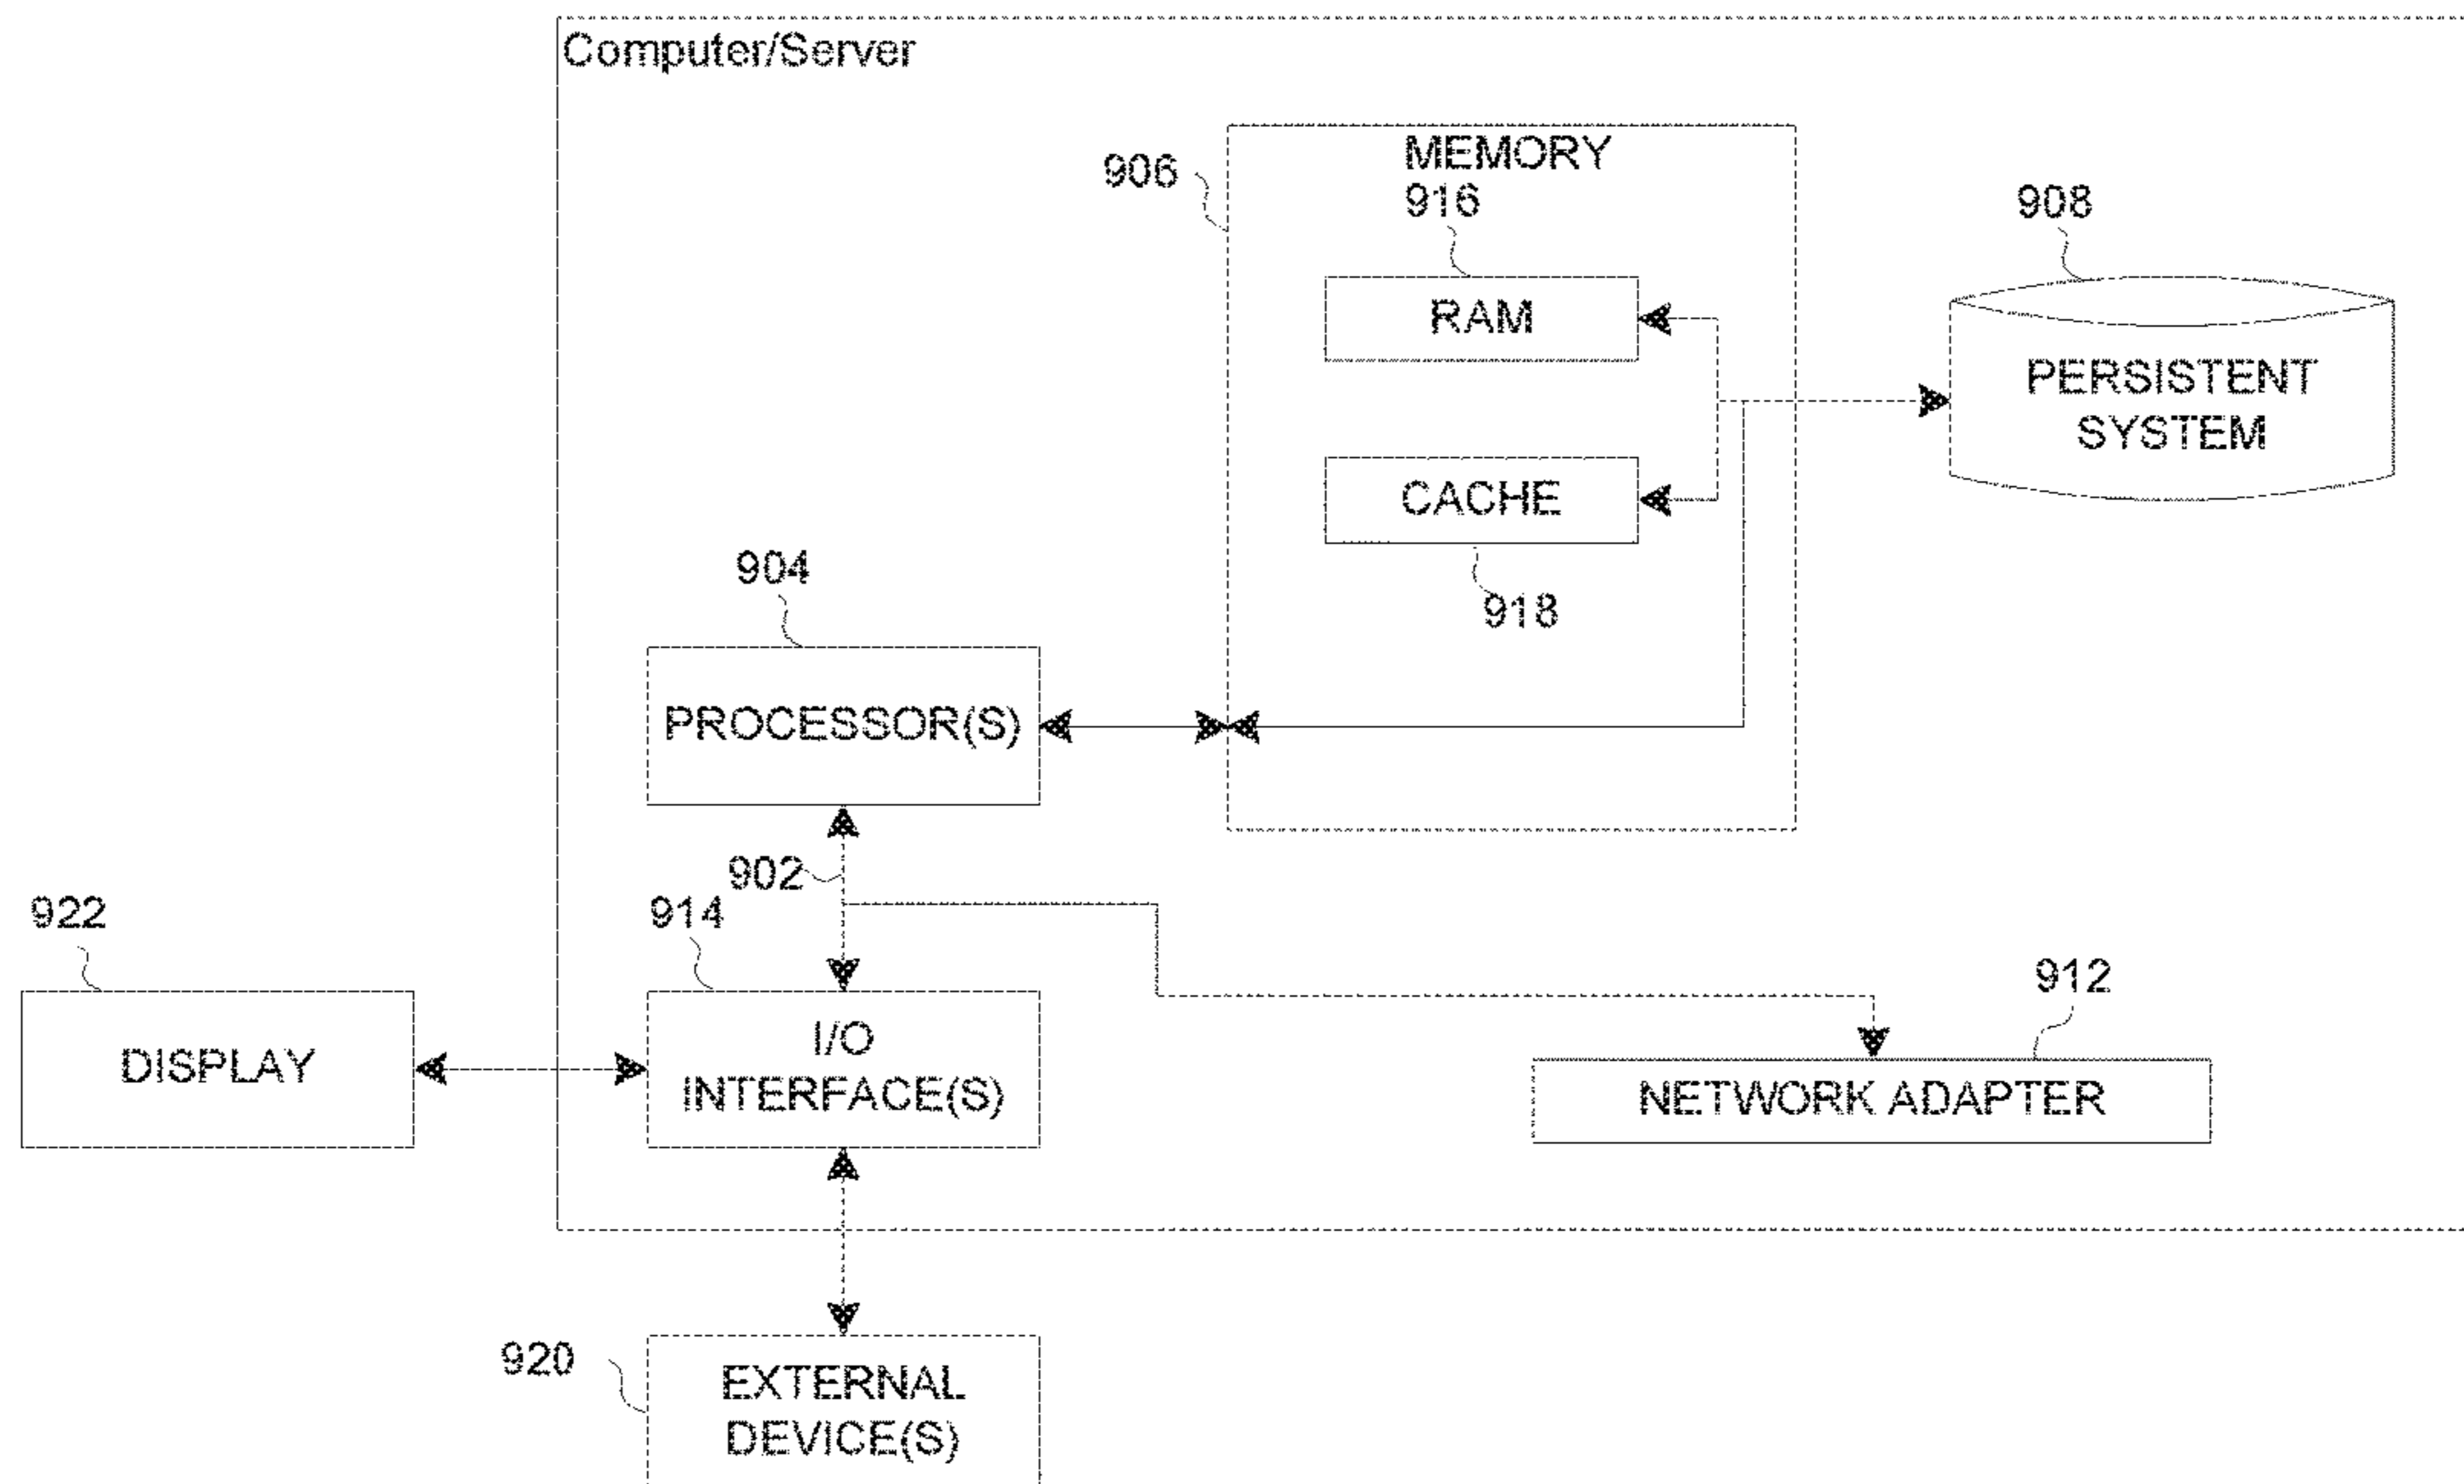 Computer/Server
906
MEMORY
916
908
RAM
PERSISTENT
SYSTEM
CACHE
918
904
PROCESSOR(S)
902
922
914
912
DISPLAY
I/O
INTERFACE(S)
NETWORK ADAPTER
920
EXTERNAL
DEVICE(S)